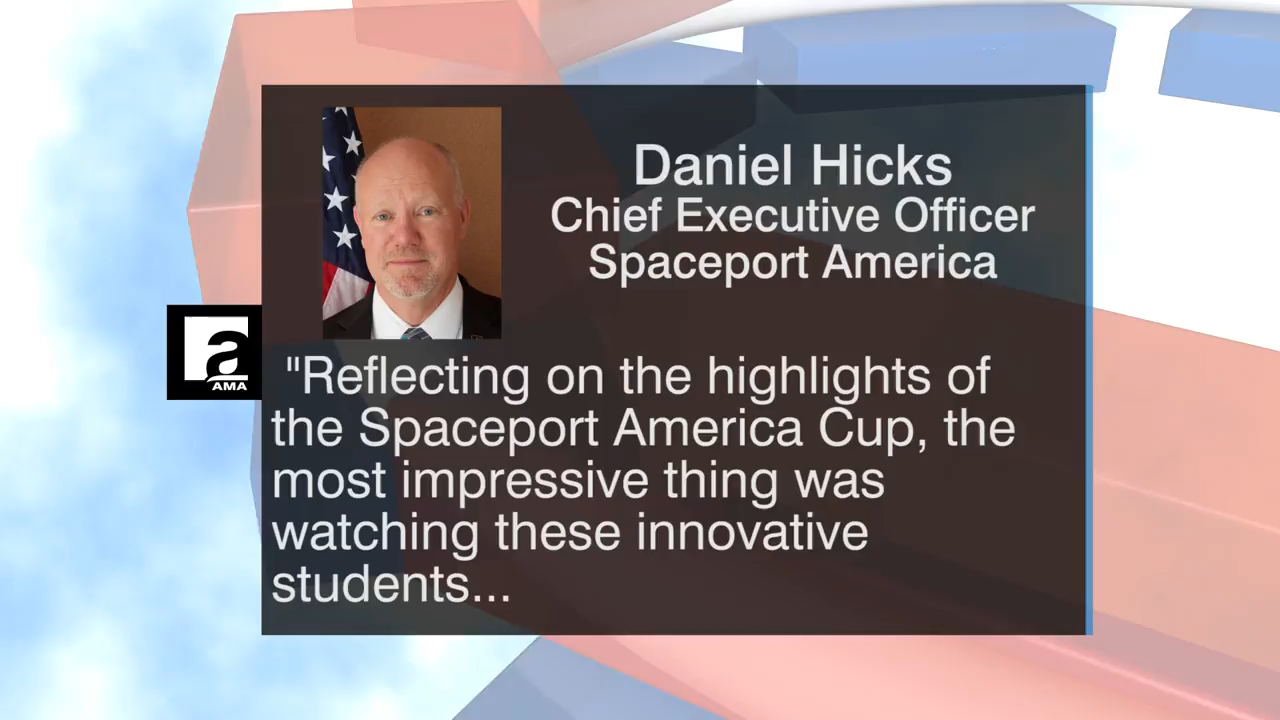 Daniel Hicks
Chief Executive Officer
Spaceport America
a
AMA
"Reflecting on the highlights of
the Spaceport America Cup, the
most impressive thing was
watching these innovative
students...